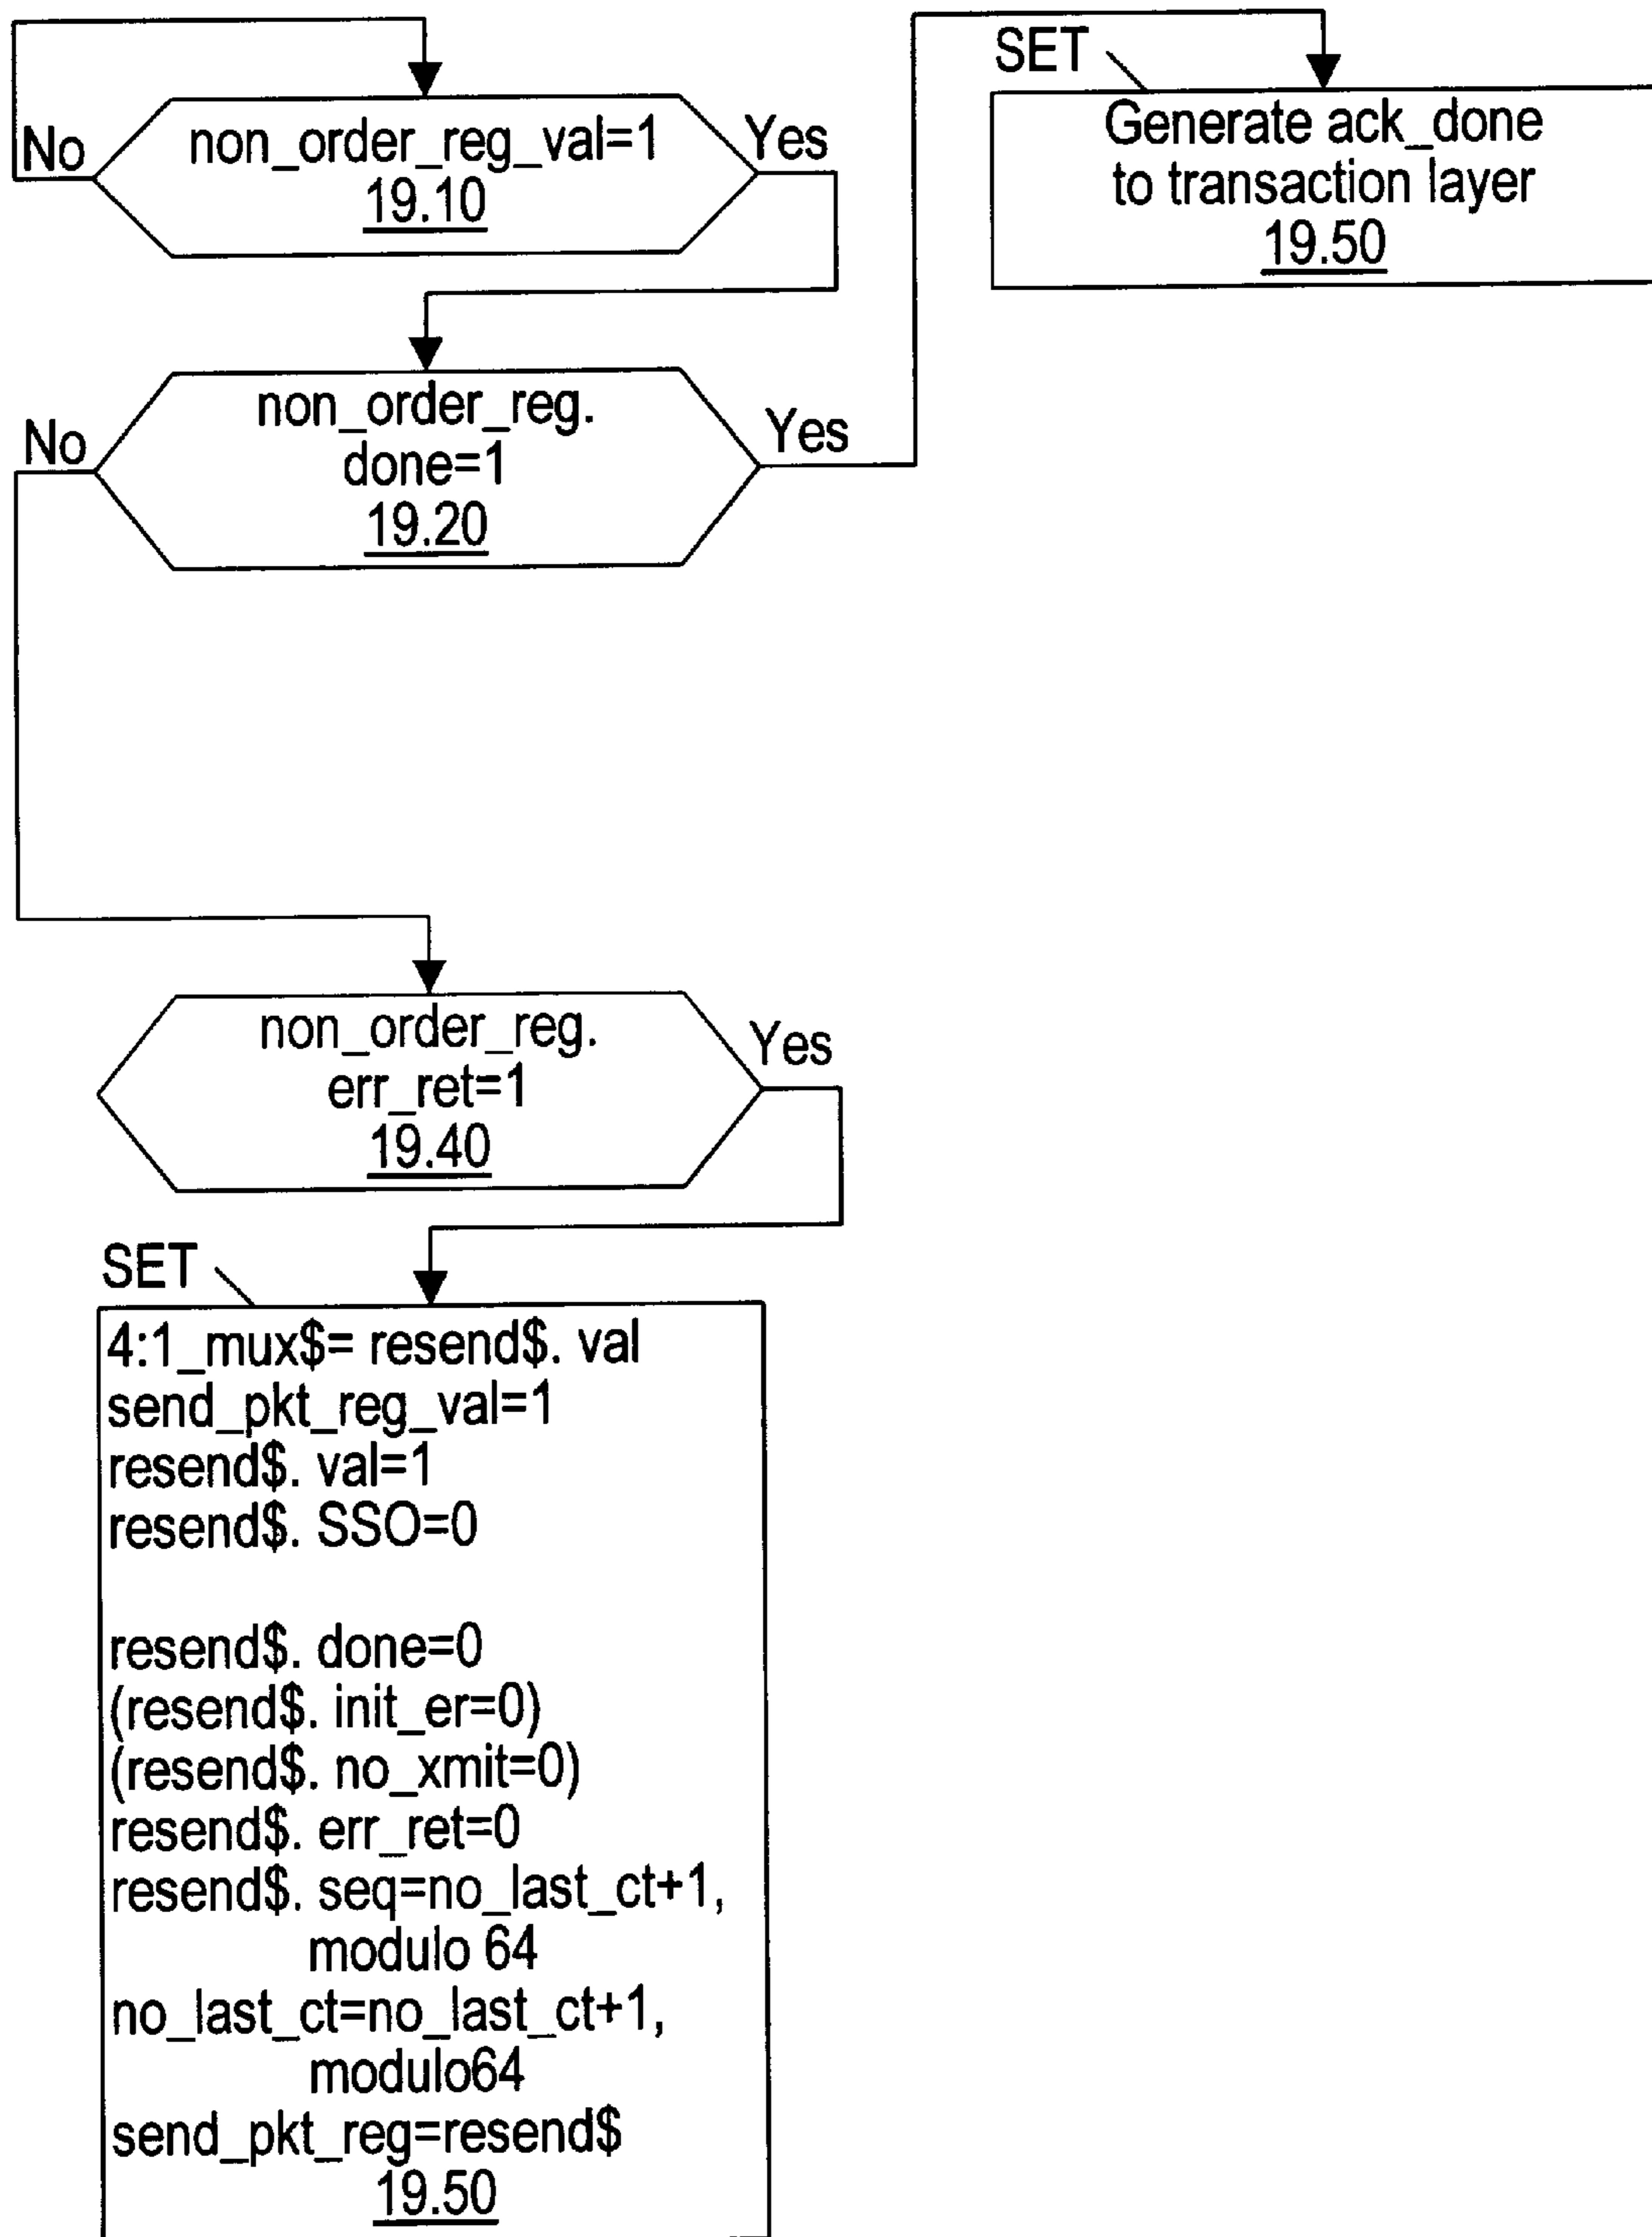 No
non_order_reg_val=1
19.10
Yes
SET
Generate ack_done
to transaction layer
19.50
No
non_order_reg.
done=1
19.20
Yes
non_order_reg.
err_ret=1
19.40
Yes
SET
4:1_mux$= resend$. val
send_pkt_reg_val=1
resend$. val=1
resend$. SSO=0
resend$. done=0
(resend$. init_er=0)
(resend$. no_xmit=0)
resend$. err_ret=0
resend$. seq=no_last_ct+1,
modulo 64
no_last_ct=no_last_ct+1,
modulo64
send_pkt_reg=resend$
19.50